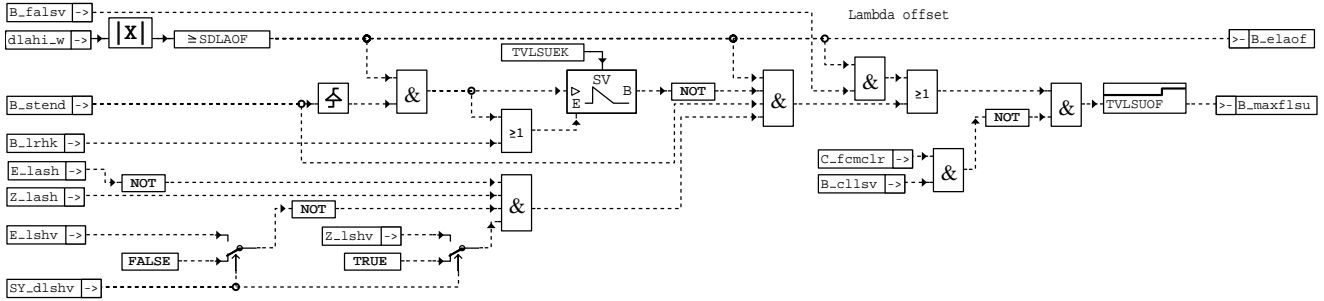 B_falsv ->
Lambda offset
dlahi_w ->
|X|
≥SDLAOF
>- B_elaof
TVLSUEK
SV
B
E
NOT
&
&
&
≥1
B_stend ->
&
TVLSUOF
>- B_maxflsu
NOT
≥1
B_lrhk ->
C_fcmclr ->
&
B_cllsv ->
E_lash ->
NOT
Z_lash ->
&
NOT
E_lshv ->
Z_lshv ->
FALSE
TRUE
SY_dlshv ->